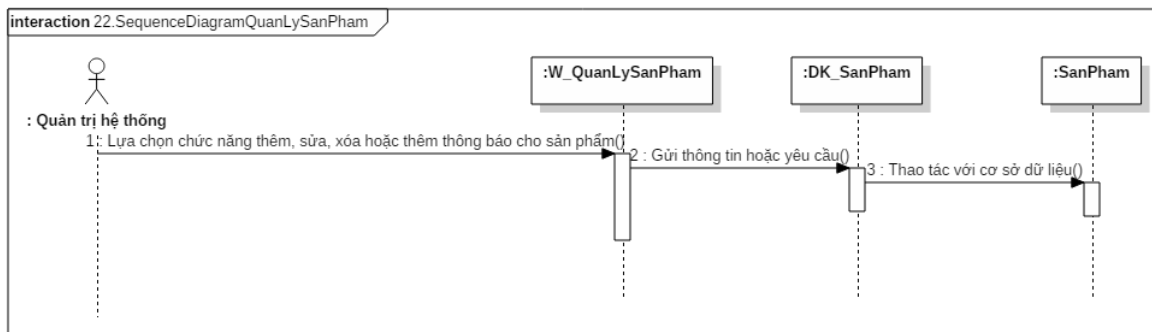 interaction 22.SequenceDiagramQuanLySanPham
:W_QuanLySanPham
:DK_SanPham
:SanPham
: Quản trị hệ thống
1 : Lựa chọn chức năng thêm, sửa, xóa hoặc thêm thông báo cho sản phẩm()
2 : Gửi thông tin hoặc yêu cầu()
3 : Thao tác với cơ sở dữ liệu()